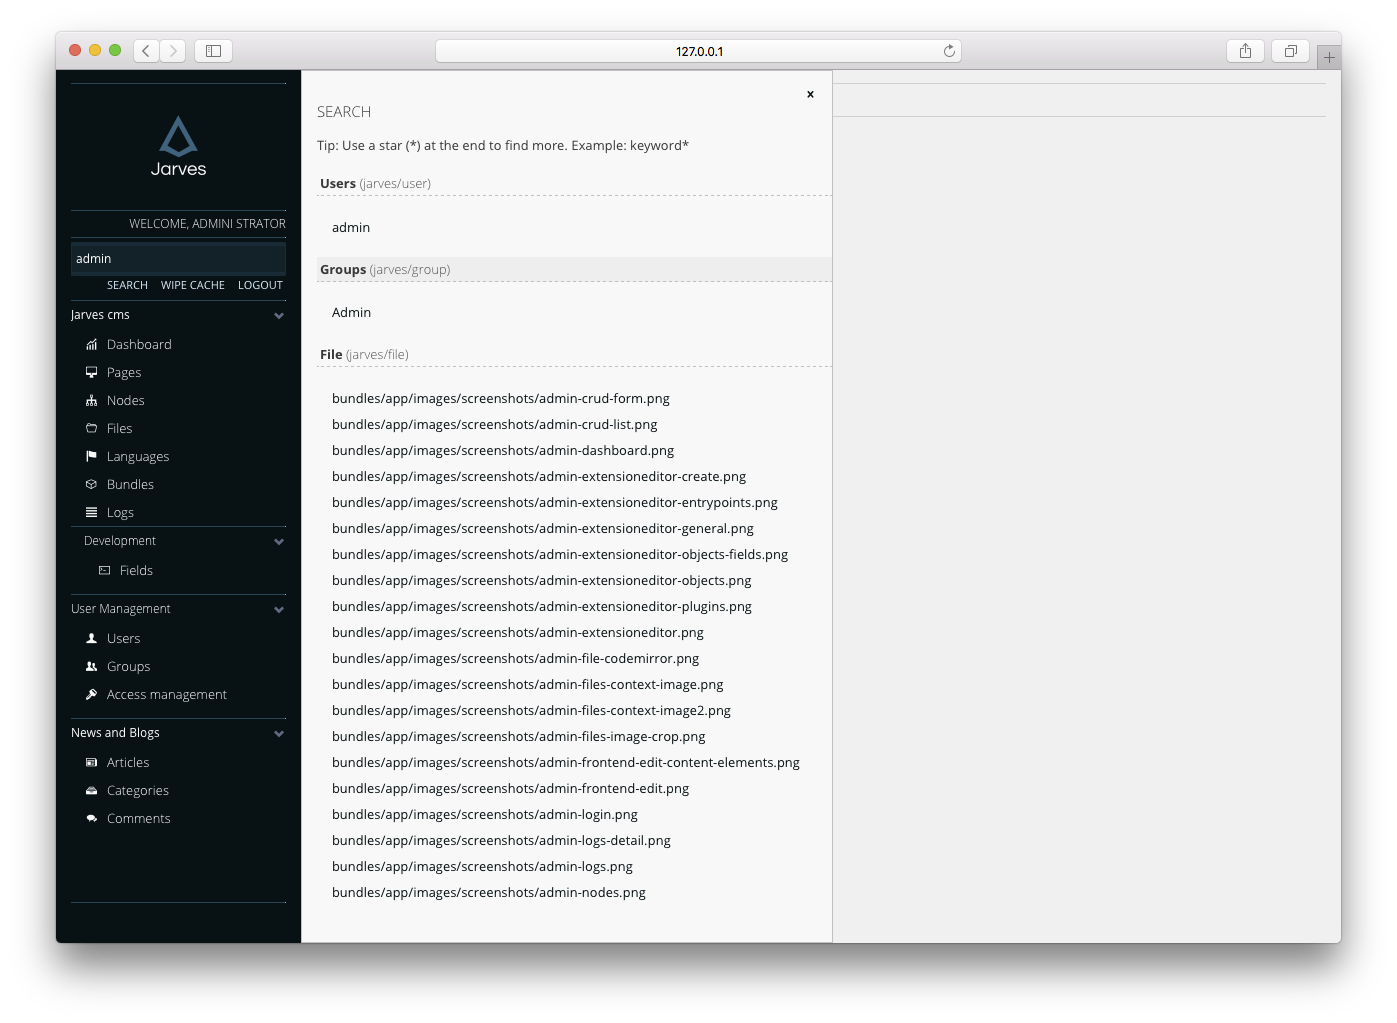 127.0.0.1
Jarves
WELCOME, ADMINI STRATOR
admin
SEARCH WIPE CACHE LOGOUT
Jarves cms
Dashboard
Pages
Nodes
Files
Languages
Bundles
Logs
Development
Fields
User Management
Users
Groups
Access management
News and Blogs
Articles
Categories
Comments
x
SEARCH
Tip: Use a star (*) at the end to find more. Example: keyword*
Users (jarves/user)
admin
Groups (jarves/group)
Admin
File (jarves/file)
bundles/app/images/screenshots/admin-crud-form.png
bundles/app/images/screenshots/admin-crud-list.png
bundles/app/images/screenshots/admin-dashboard.png
bundles/app/images/screenshots/admin-extensioneditor-create.png
bundles/app/images/screenshots/admin-extensioneditor-entrypoints.png
bundles/app/images/screenshots/admin-extensioneditor-general.png
bundles/app/images/screenshots/admin-extensioneditor-objects-fields.png
bundles/app/images/screenshots/admin-extensioneditor-objects.png
bundles/app/images/screenshots/admin-extensioneditor-plugins.png
bundles/app/images/screenshots/admin-extensioneditor.png
bundles/app/images/screenshots/admin-file-codemirror.png
bundles/app/images/screenshots/admin-files-context-image.png
bundles/app/images/screenshots/admin-files-context-image2.png
bundles/app/images/screenshots/admin-files-image-crop.png
bundles/app/images/screenshots/admin-frontend-edit-content-elements.png
bundles/app/images/screenshots/admin-frontend-edit.png
bundles/app/images/screenshots/admin-login.png
bundles/app/images/screenshots/admin-logs-detail.png
bundles/app/images/screenshots/admin-logs.png
bundles/app/images/screenshots/admin-nodes.png